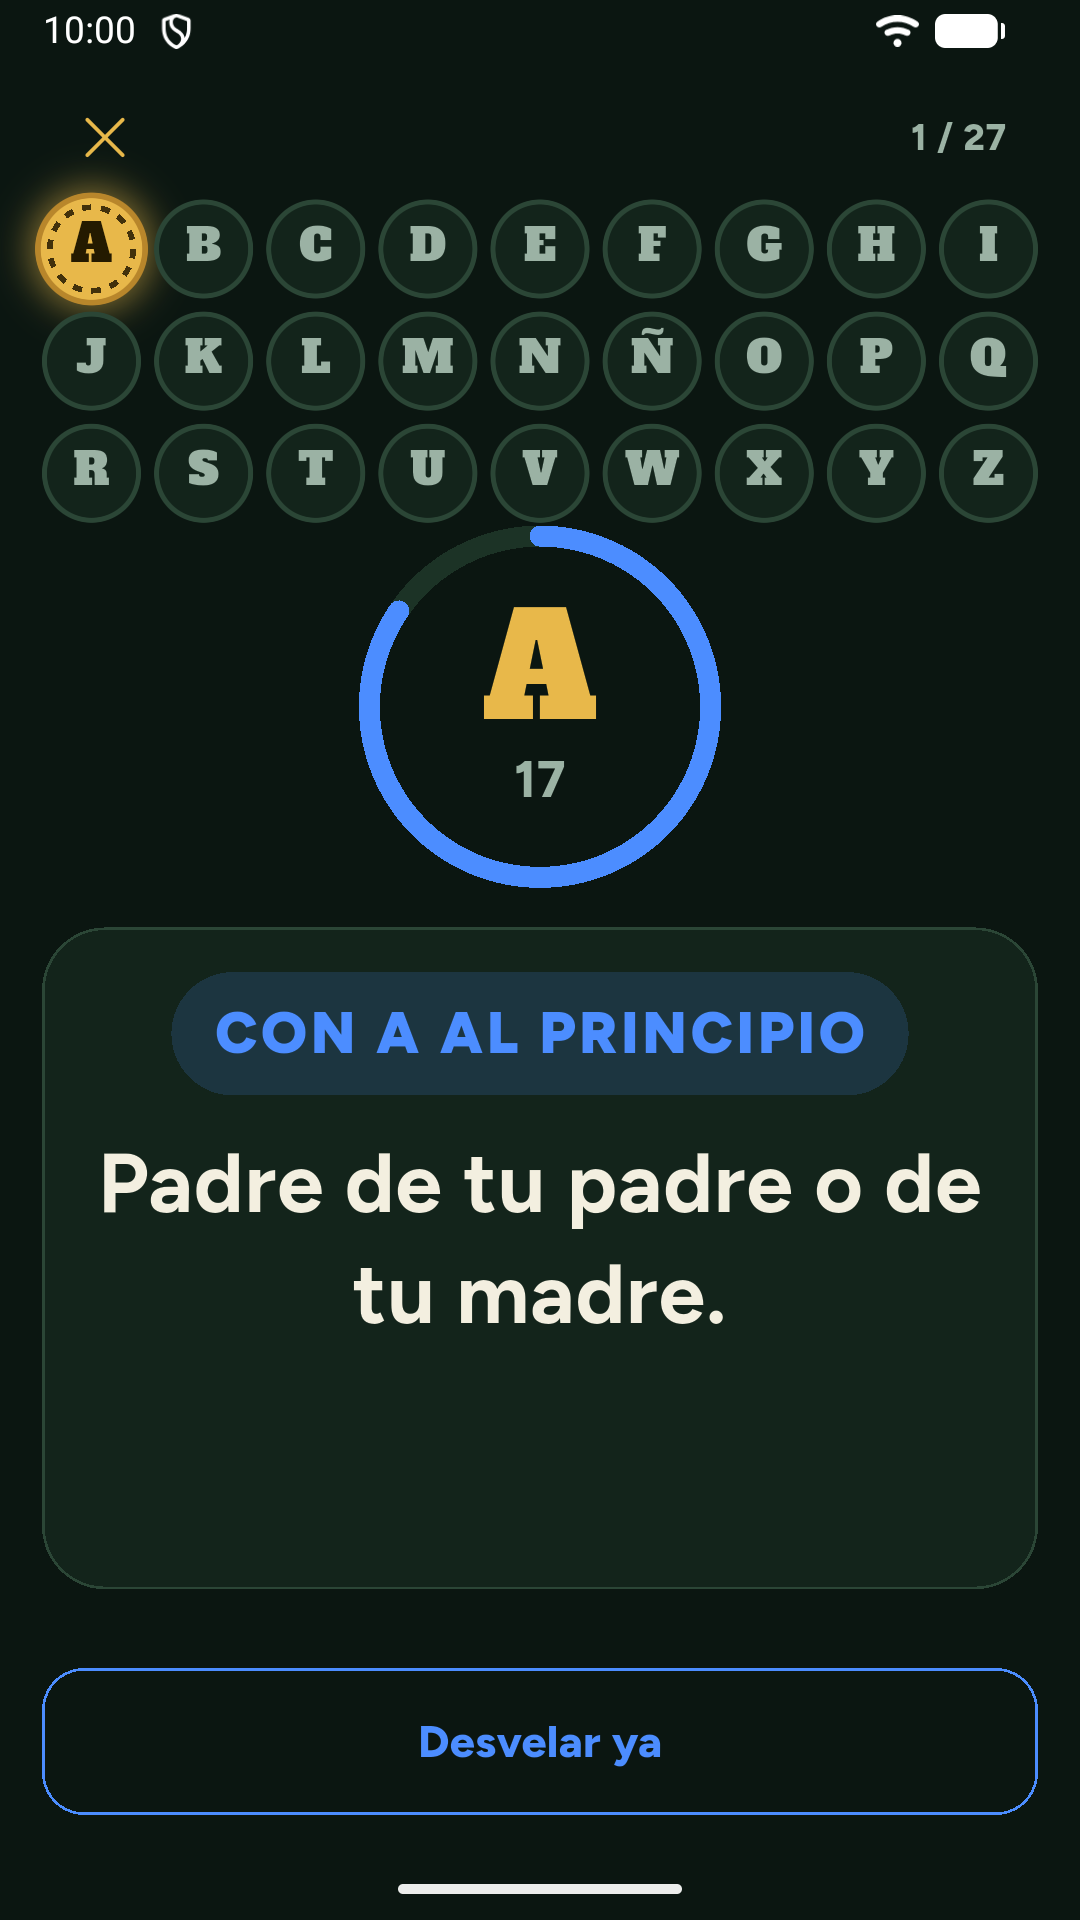 10:00
1 / 27
A B C D E F G H I
J K L M N Ñ O P Q
R S T U V W X Y Z
A
17
CON A AL PRINCIPIO
Padre de tu padre o de
tu madre.
Desvelar ya